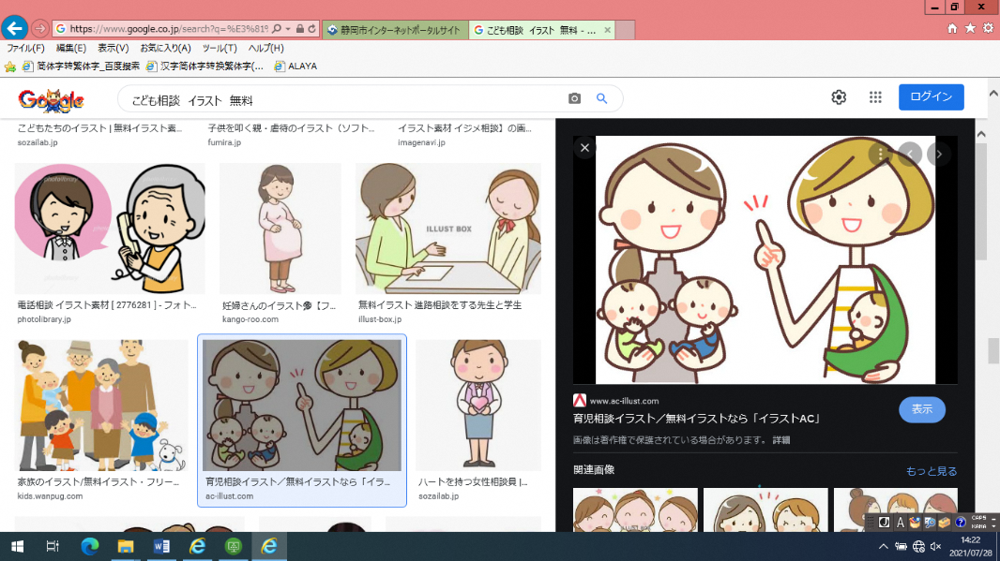 https://www.google.co.jp/search?q=%E3%81%
静岡市インターネットポータルサイト
こども相談 イラスト 無料 - ...
ファイル(F) 編集(E) 表示(V) お気に入り(A) ツール(T) ヘルプ(H)
简体字转繁体字_百度搜索
汉字简体字转换繁体字(...
ALAYA
Google
こども相談 イラスト 無料
ログイン
こどもたちのイラスト | 無料イラスト素...
sozailab.jp
子供を叩く親・虐待のイラスト（ソフト...
fumira.jp
イラスト素材 イジメ相談】の画...
imagenavi.jp
photolibrary
ILLUST BOX
電話相談 イラスト素材 [ 2776281 ] - フォト...
photolibrary.jp
妊婦さんのイラスト🗣【フ...
kango-roo.com
無料イラスト 進路相談をする先生と学生
illust-box.jp
家族のイラスト/無料イラスト・フリー...
kids.wanpug.com
育児相談イラスト／無料イラストなら「イラ...
ac-illust.com
ハートを持つ女性相談員 |...
sozailab.jp
www.ac-illust.com
育児相談イラスト／無料イラストなら「イラストAC」
表示
画像は著作権で保護されている場合があります。 詳細
関連画像
もっと見る
A
CAPS
KANA
14:22
2021/07/28